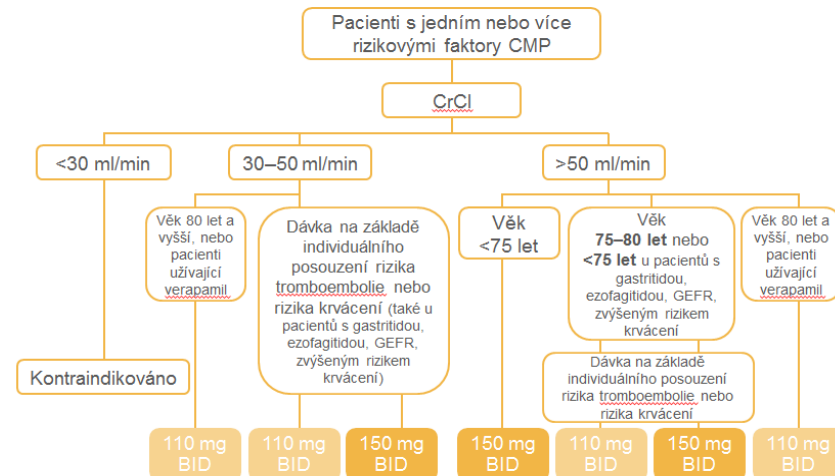 Pacienti s jedním nebo více
rizikovými faktory CMP
CrCl
<30 ml/min
30–50 ml/min
>50 ml/min
Věk 80 let a
vyšší, nebo
pacienti
užívající
verapamil
Dávka na základě
individuálního
posouzení rizika
tromboembolie nebo
rizika krvácení (také u
pacientů s gastritidou,
ezofagitidou, GEFR,
zvýšeným rizikem
krvácení)
Věk
<75 let
Věk
75–80 let nebo
<75 let u pacientů s
gastritidou,
ezofagitidou, GEFR,
zvýšeným rizikem
krvácení
Věk 80 let a
vyšší, nebo
pacienti
užívající
verapamil
Kontraindikováno
Dávka na základě
individuálního posouzení
rizika tromboembolie nebo
rizika krvácení
110 mg
BID
110 mg
BID
150 mg
BID
150 mg
BID
110 mg
BID
150 mg
BID
110 mg
BID